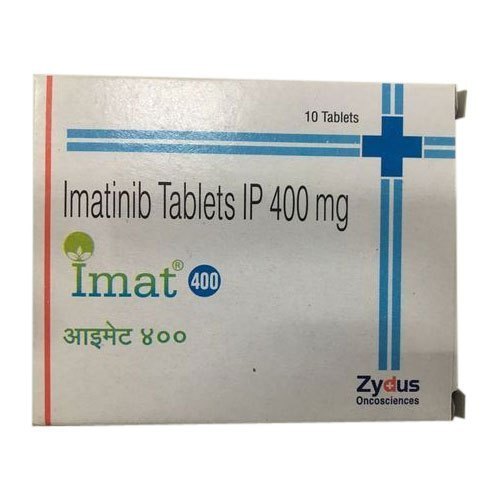 10 Tablets
Imatinib Tablets IP 400 mg
Imat® 400
आइमेट ४००
Zydus
Oncosciences